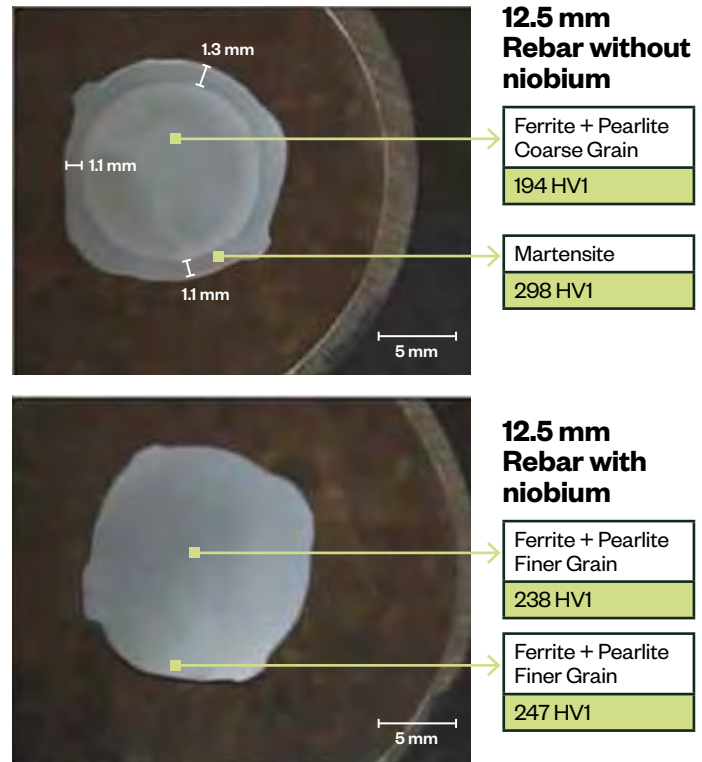 12.5 mm
Rebar without
niobium
1.3 mm
Ferrite + Pearlite
Coarse Grain
194 HV1
1.1 mm
Martensite
298 HV1
1.1 mm
5 mm
12.5 mm
Rebar with
niobium
Ferrite + Pearlite
Finer Grain
238 HV1
Ferrite + Pearlite
Finer Grain
247 HV1
5 mm